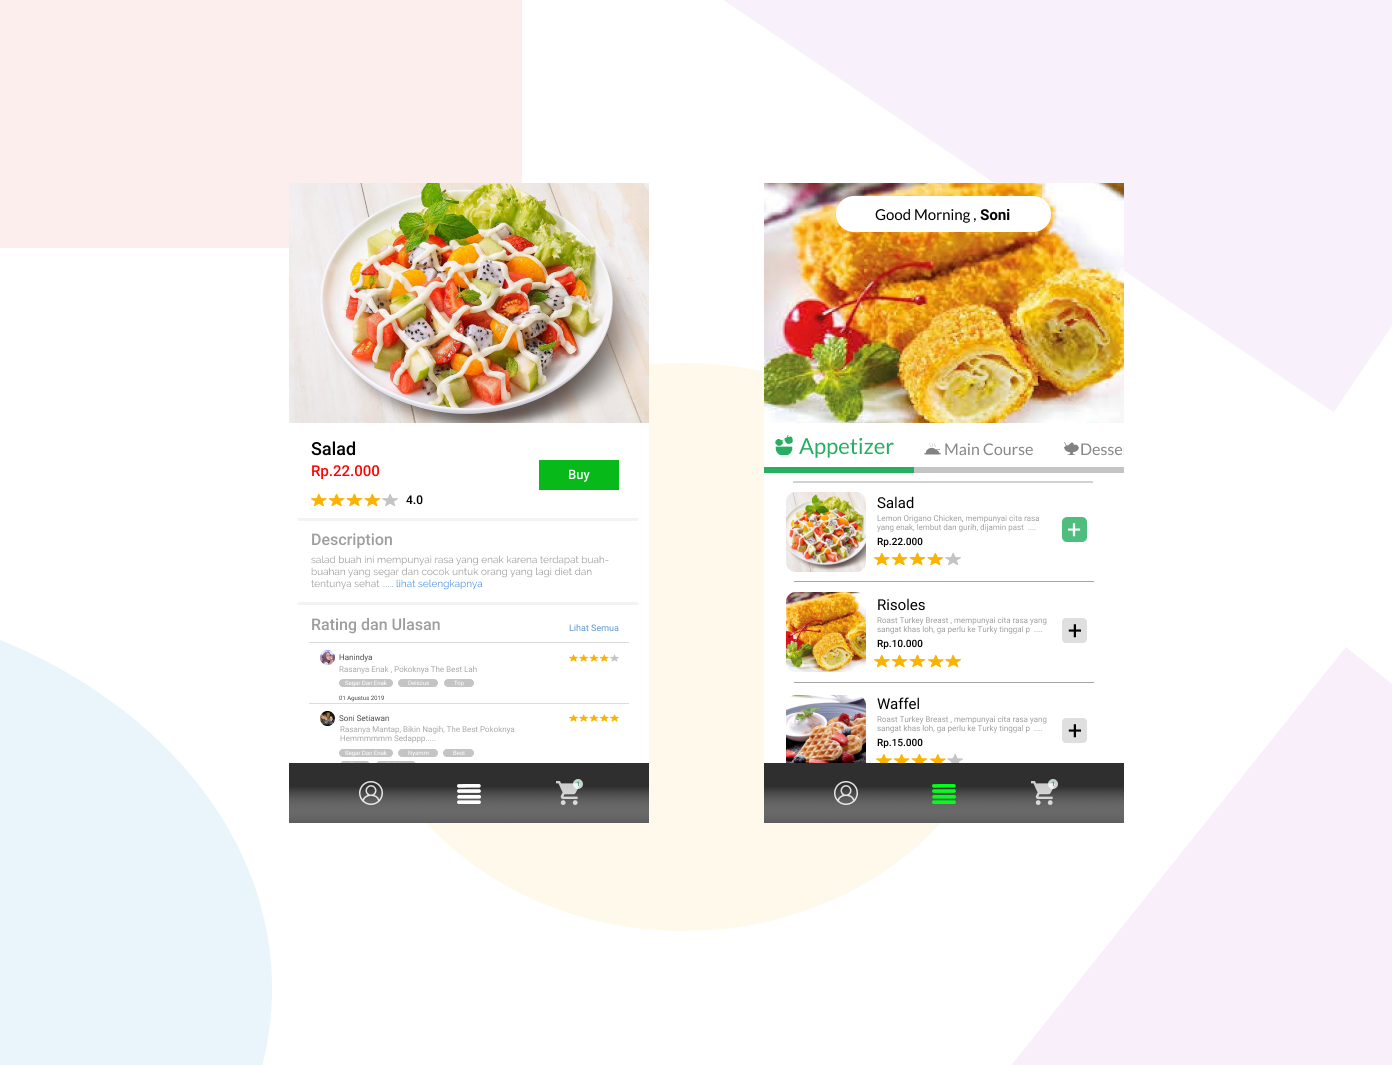 Salad
Rp.22.000
Buy
4.0
Description
salad buah ini mempunyai rasa yang enak karena terdapat buah-
buahan yang segar dan cocok untuk orang yang lagi diet dan
tentunya sehat ..... lihat selengkapnya
Rating dan Ulasan
Lihat Semua
Hanindya
Rasanya Enak , Pokoknya The Best Lah
Segar Dan Enak
Delicius
Top
01 Agustus 2019
Soni Setiawan
Rasanya Mantap, Bikin Nagih, The Best Pokoknya
Hemmmmmm Sedappp.....
Segar Dan Enak
Nyamm
Best
1
Good Morning , Soni
Appetizer
Main Course
Desse
Salad
Lemon Origano Chicken, mempunyai cita rasa
yang enak, lembut dan gurih, dijamin past ....
Rp.22.000
Risoles
Roast Turkey Breast , mempunyai cita rasa yang
sangat khas loh, ga perlu ke Turky tinggal p ....
Rp.10.000
Waffel
Roast Turkey Breast , mempunyai cita rasa yang
sangat khas loh, ga perlu ke Turky tinggal p ....
Rp.15.000
1